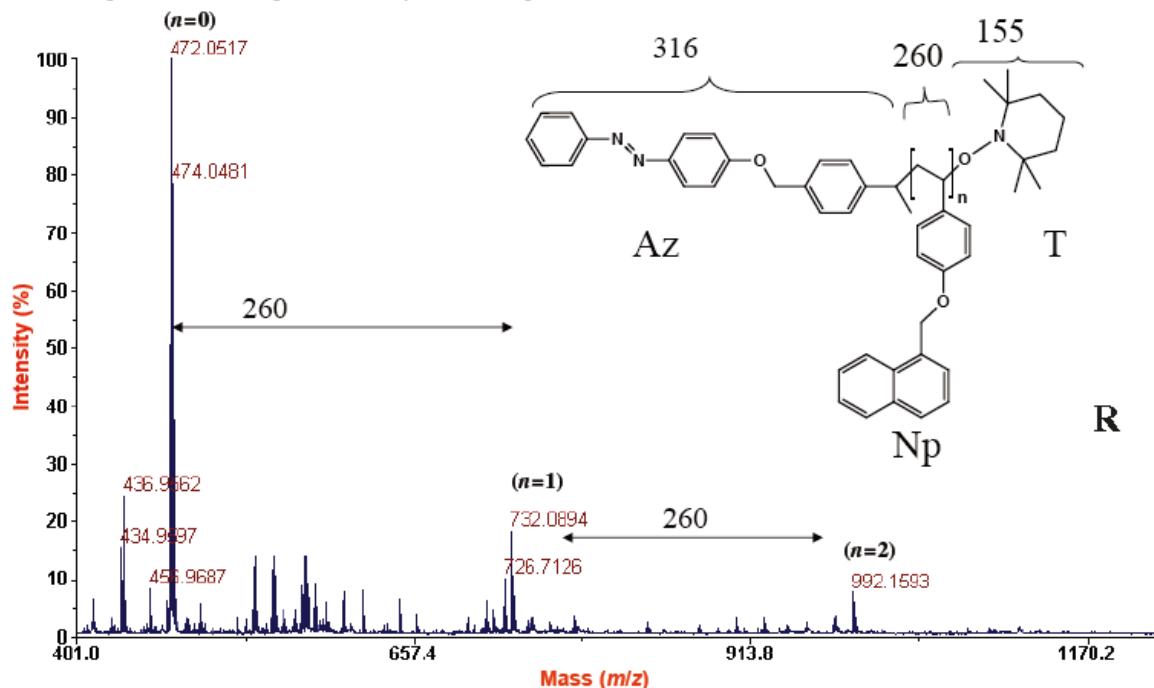 (n=0)
472.0517
100
90
80
474.0481
70
60
50
40
30
20
10
0
Intensity (%)
260
436.9562
434.9597
456.9687
(n=1)
732.0894
726.7126
260
(n=2)
992.1593
316
260
155
N
N
O
n
O
N
Az
T
O
Np
R
401.0
657.4
913.8
1170.2
Mass (m/z)